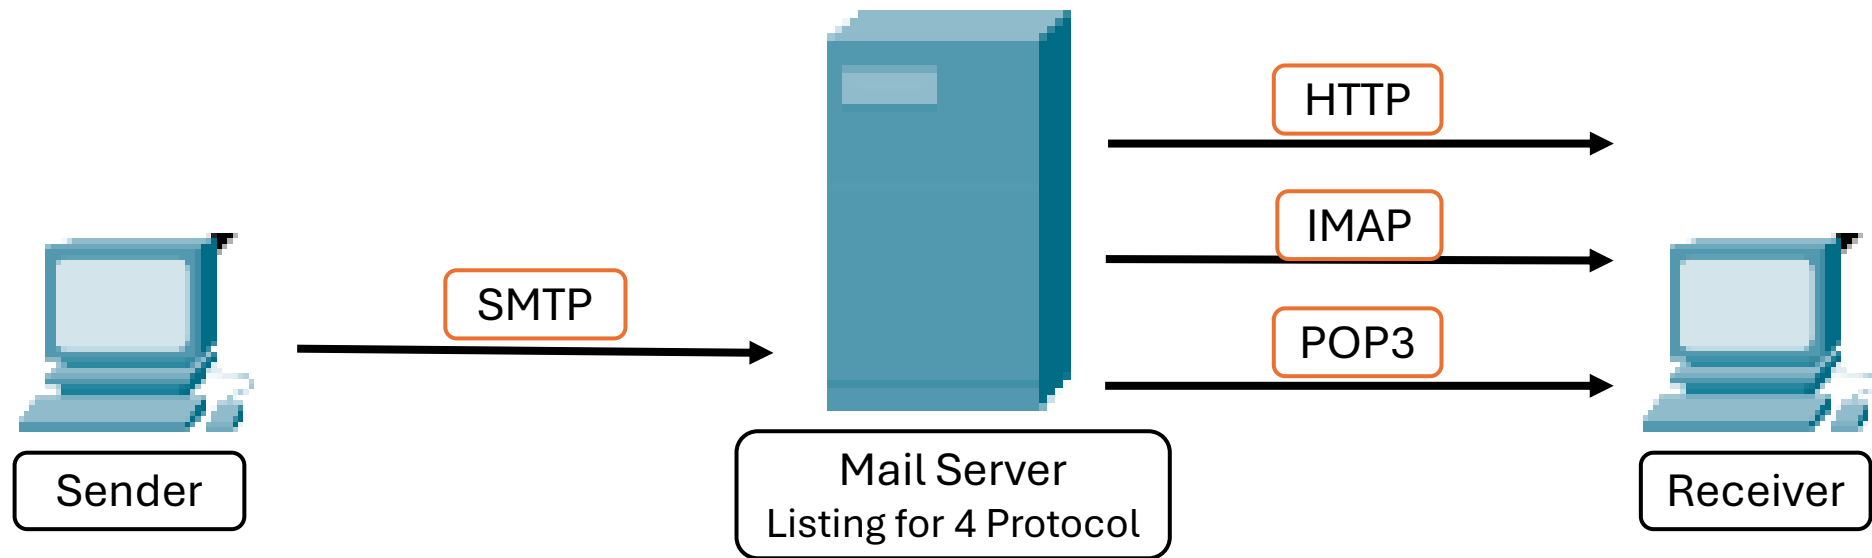 HTTP
IMAP
SMTP
POP3
Sender
Mail Server
Listing for 4 Protocol
Receiver